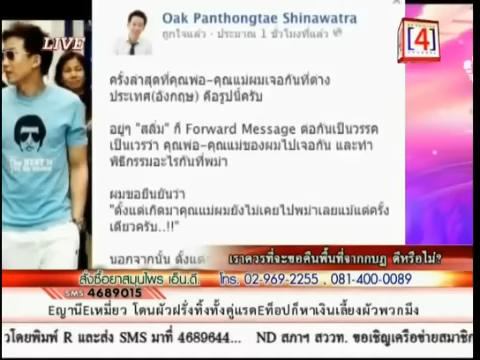 LIVE
Oak Panthongtae Shinawatra
ถูกใจแล้ว · ประมาณ 1 ชั่วโมงที่แล้ว
[4]
ครั้งล่าสุดที่คุณพ่อ-คุณแม่ผมเจอกันที่ต่าง
ประเทศ(อังกฤษ) คือรูปนี้ครับ
อยู่ๆ "สลิ่ม" ก็ Forward Message ต่อกันเป็นวรรค
เป็นเวรว่า คุณพ่อ-คุณแม่ของผมไปเจอกัน และทำ
พิธีกรรมอะไรกันที่พม่า
ผมขอยืนยันว่า
"ตั้งแต่เกิดมาคุณแม่ผมยังไม่เคยไปพม่าเลยแม้แต่ครั้ง
เดียวครับ..!!"
นอกจากนั้น ตั้งแต่
เราควรที่จะขอคืนพื้นที่จากกบฏ ดีหรือไม่?
สั่งซื้อยาสมุนไพร เอ็น.ดี. โทร. 02-969-2255 , 081-400-0089
SMS 4689015
EญานีEเหมี่ยว โดนผัวฝรั่งทิ้งทั้งคู่แรดEท็อปก็หาเงินเลี้ยงผัวพวกมึง
วโดยพิมพ์ R และส่ง SMS มาที่ 4689644... ND สภาฯ สววท. ขอเชิญเครือข่ายสมาชิก